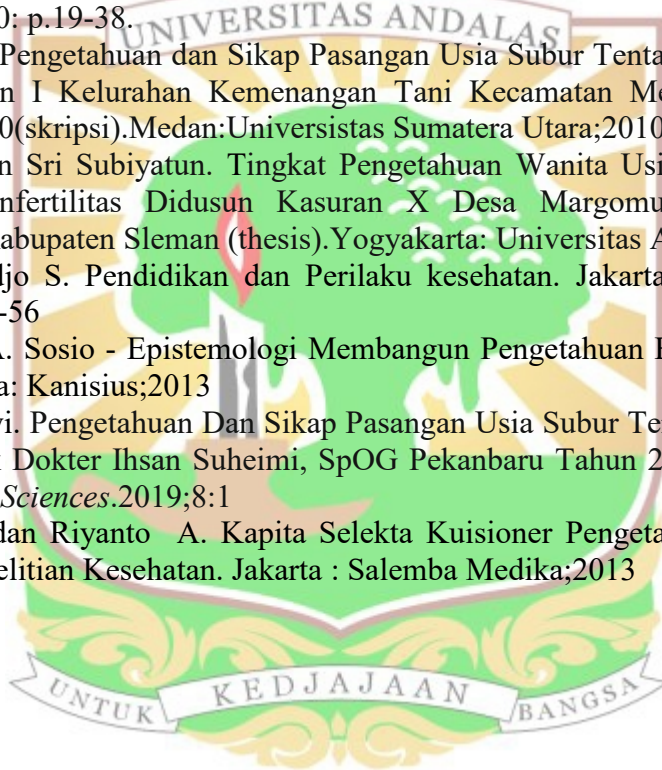 0: p.19-38.
UNIVERSITAS ANDALAS
Pengetahuan dan Sikap Pasangan Usia Subur Tenta
n I Kelurahan Kemenangan Tani Kecamatan Me
0(skripsi).Medan:Universistas Sumatera Utara;2010
n Sri Subiyatun. Tingkat Pengetahuan Wanita Usi
nfertilitas Didusun Kasuran X Desa Margomu
abupaten Sleman (thesis).Yogyakarta: Universitas A
djo S. Pendidikan dan Perilaku kesehatan. Jakarta
-56
A. Sosio - Epistemologi Membangun Pengetahuan B
a: Kanisius;2013
vi. Pengetahuan Dan Sikap Pasangan Usia Subur Ter
k Dokter Ihsan Suheimi, SpOG Pekanbaru Tahun 2
Sciences.2019;8:1
dan Riyanto A. Kapita Selekta Kuisioner Pengeta
elitian Kesehatan. Jakarta : Salemba Medika;2013
UNTUK KEDJAJAAN BANGSA